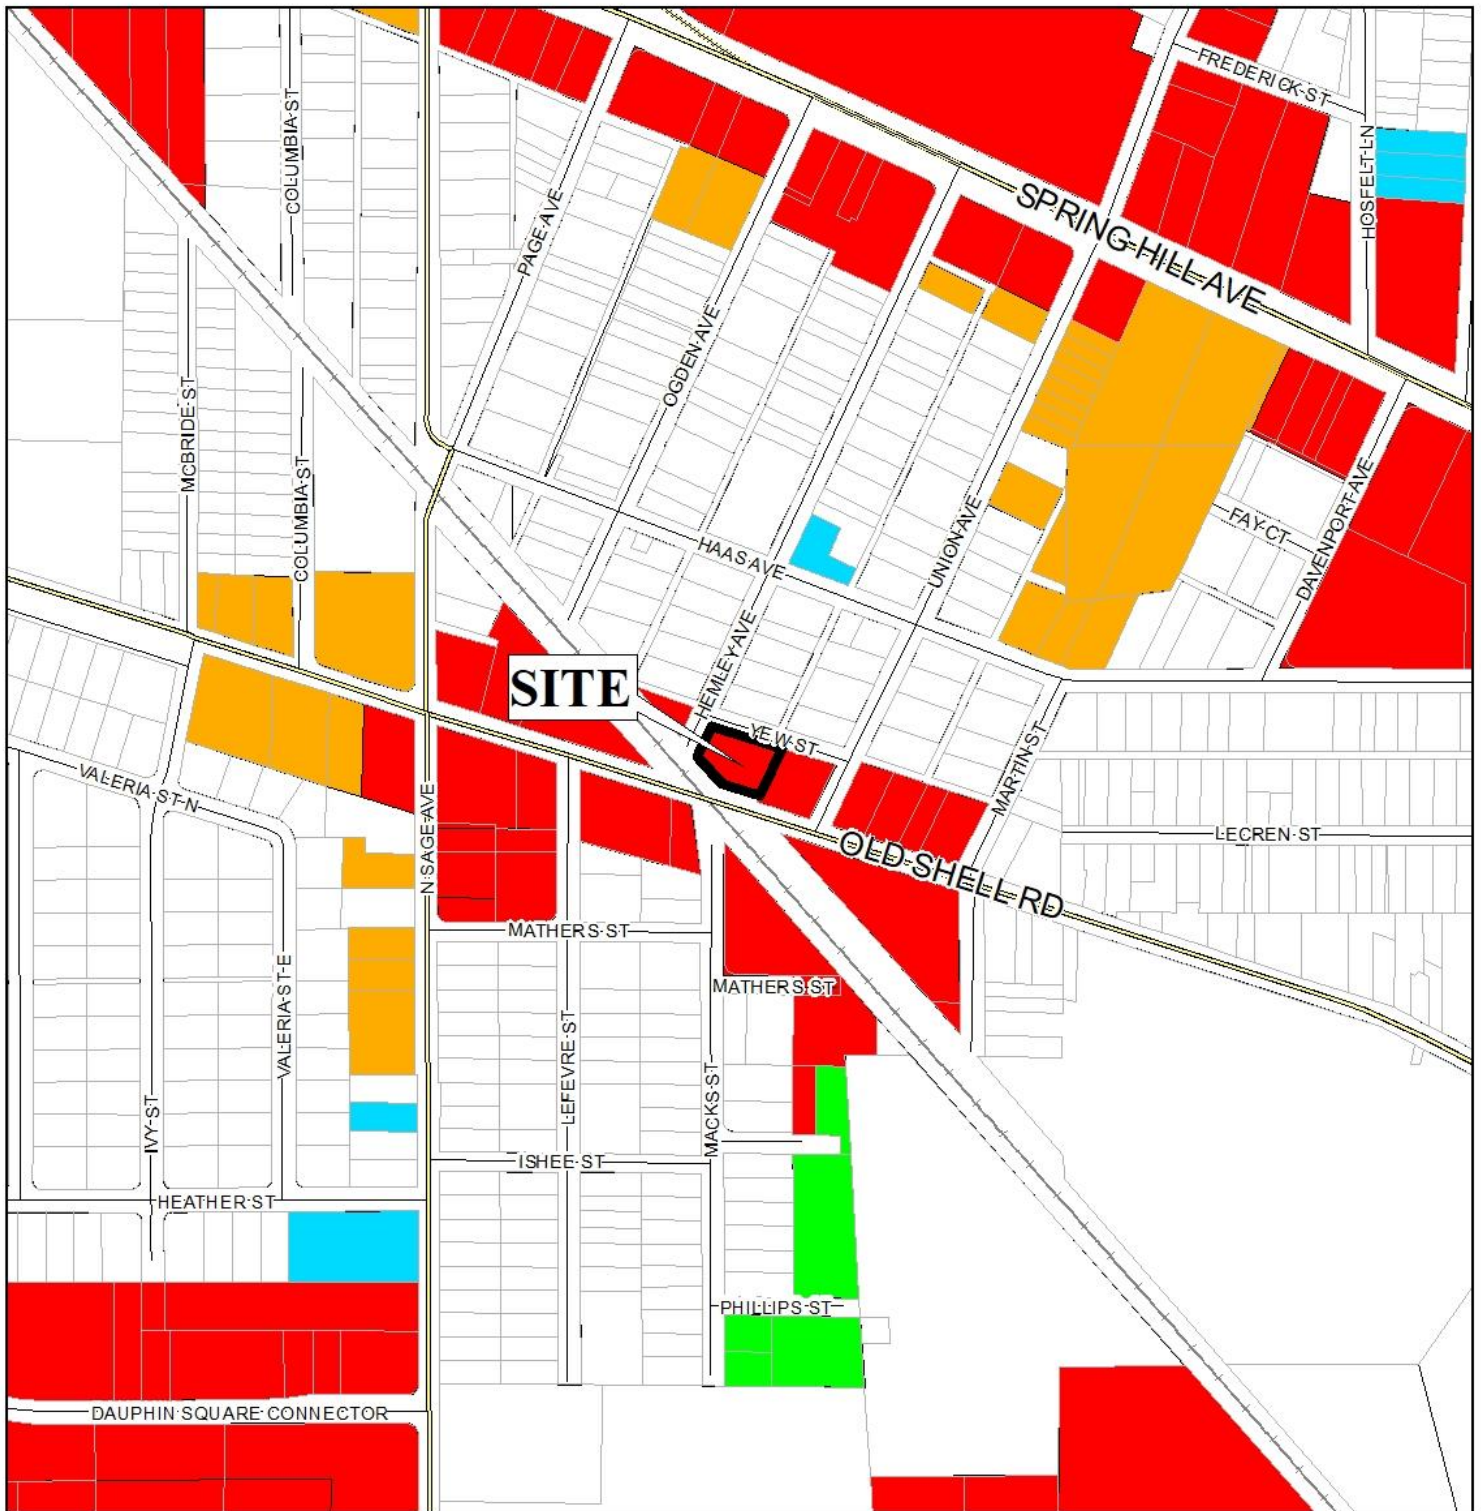 FREDERICK ST
COLUMBIA ST
HOSFELT LN
SPRING HILL AVE
PAGE AVE
OGDEN AVE
MCBRIDE ST
COLUMBIA ST
HAAS AVE
UNION AVE
FAY CT
DAVENPORT AVE
SITE
HEMLEY AVE
YEW ST
MARTIN ST
VALERIA ST N
N SAGE AVE
LECREN ST
OLD SHELL RD
MATHERS ST
MATHERS ST
VALERIA ST E
LEFEVRE ST
MACKS ST
IVY ST
ISHEE ST
HEATHER ST
PHILLIPS ST
DAUPHIN SQUARE CONNECTOR